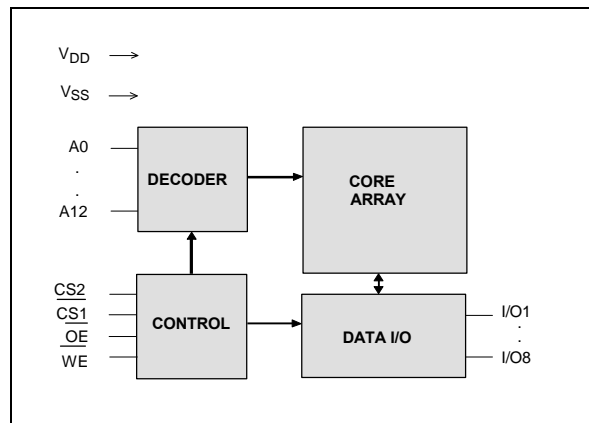 VDD
VSS
A0
.
.
A12
DECODER
CORE
ARRAY
CS2
CS1
OE
WE
CONTROL
DATA I/O
I/O1
.
.
I/O8